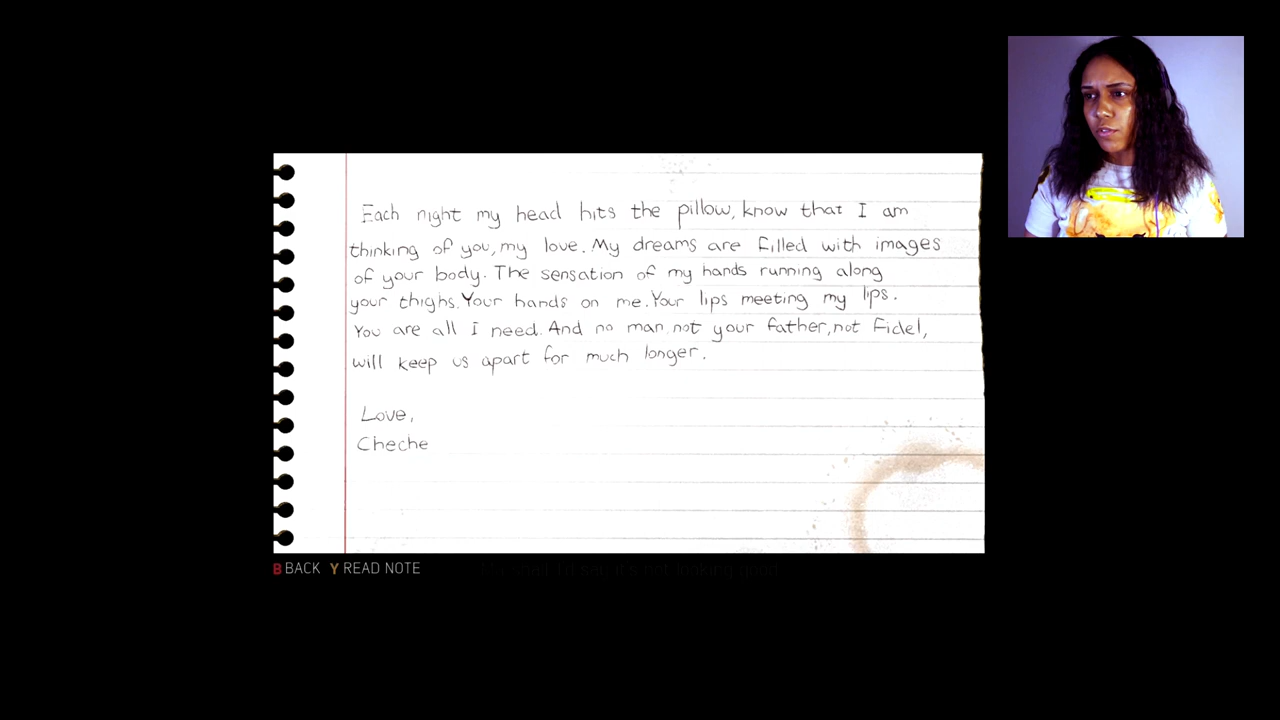 Each night my head hits the pillow, know that I am
thinking of you, my love. My dreams are filled with images
of your body. The sensation of my hands running along
your thighs. Your hands on me. Your lips meeting my lips.
You are all I need. And no man, not your father, not Fidel,
will keep us apart for much longer.
Love,
Cheche
B BACK Y READ NOTE